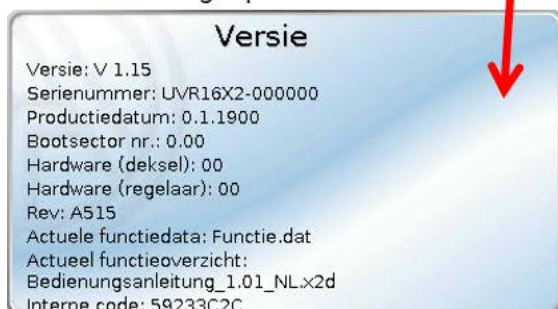 Versie
Versie: V 1.15
Serienummer: UVR16X2-000000
Productiedatum: 0.1.1900
Bootsector nr.: 0.00
Hardware (deksel): 00
Hardware (regelaar): 00
Rev: A515
Actuele functiedata: Functie.dat
Actueel functieoverzicht:
Bedienungsanleitung_1.01_NL.x2d
Interne code: 59233C2C